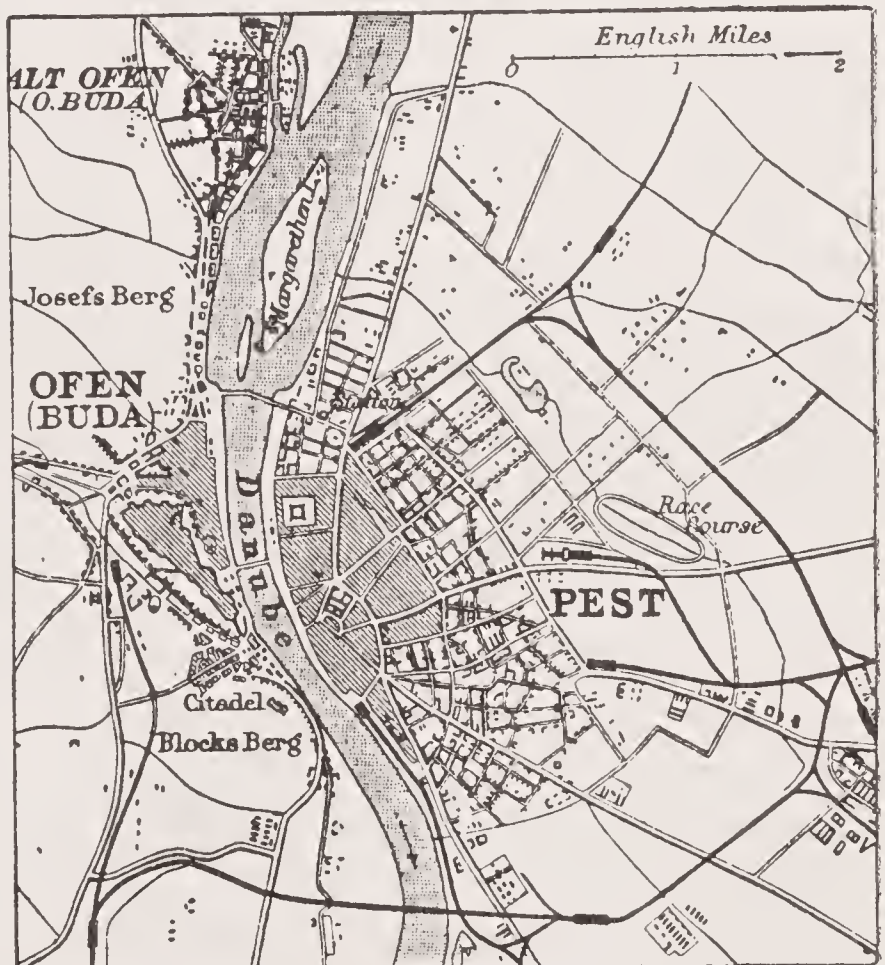 English Miles
0 1 2
ALT OFEN
(O. BUDA)
Margarethen I.
Josefs Berg
OFEN
(BUDA)
Station
Danube
Race
Course
PEST
Citadel
Blocks Berg